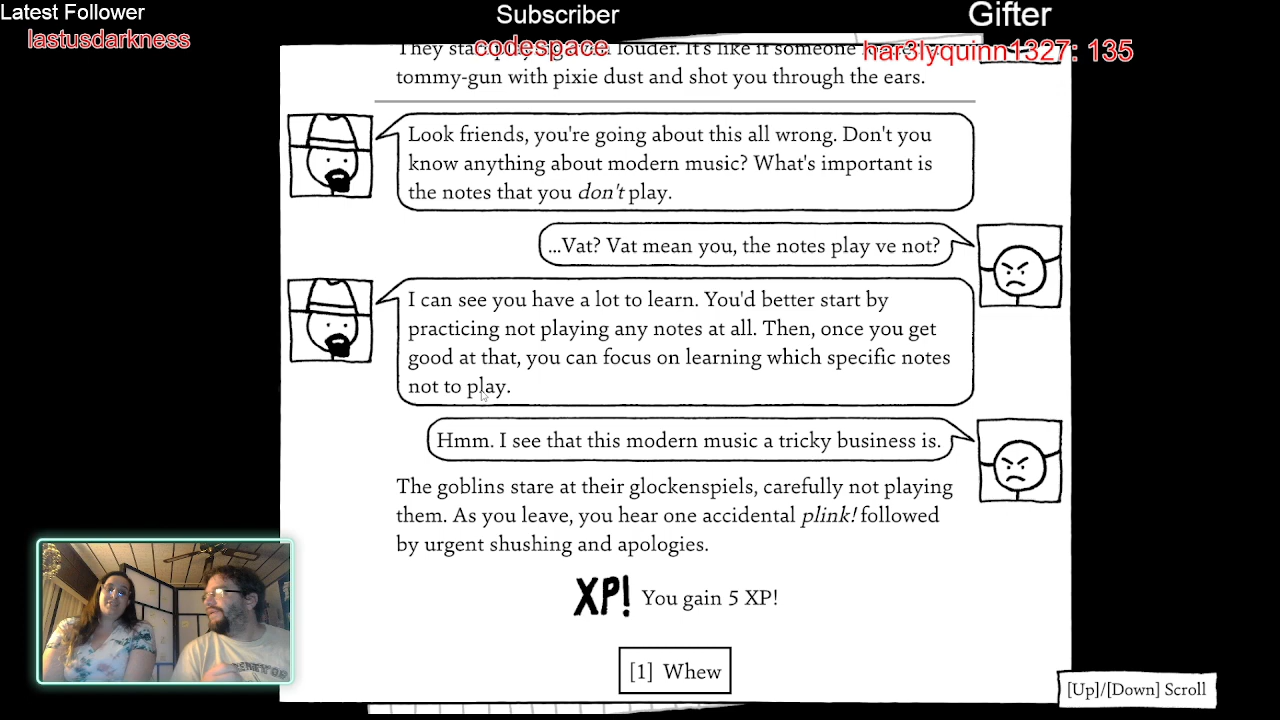 Latest Follower
Subscriber
Gifter
lastusdarkness
codespace
har3lyquinn1327: 135
They louder. It's like if someone
tommy-gun with pixie dust and shot you through the ears.
Look friends, you're going about this all wrong. Don't you
know anything about modern music? What's important is
the notes that you don't play.
...Vat? Vat mean you, the notes play ve not?
I can see you have a lot to learn. You'd better start by
practicing not playing any notes at all. Then, once you get
good at that, you can focus on learning which specific notes
not to play.
Hmm. I see that this modern music a tricky business is.
The goblins stare at their glockenspiels, carefully not playing
them. As you leave, you hear one accidental plink! followed
by urgent shushing and apologies.
XP! You gain 5 XP!
[1] Whew
[Up]/[Down] Scroll